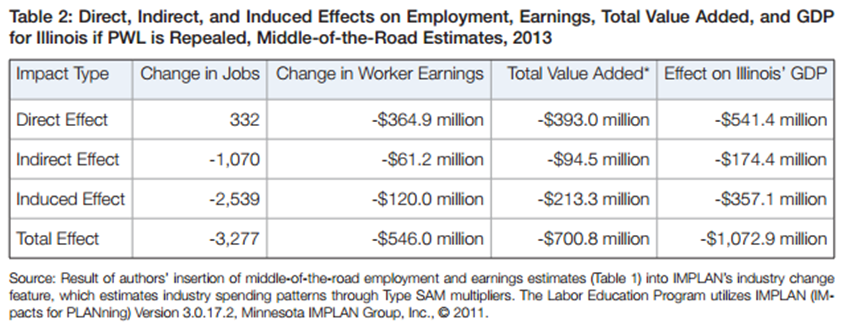 Table 2: Direct, Indirect, and Induced Effects on Employment, Earnings, Total Value Added, and GDP
for Illinois if PWL is Repealed, Middle-of-the-Road Estimates, 2013
Impact Type Change in Jobs Change in Worker Earnings Total Value Added* Effect on Illinois' GDP
Direct Effect 332 -$364.9 million -$393.0 million -$541.4 million
Indirect Effect -1,070 -$61.2 million -$94.5 million -$174.4 million
Induced Effect -2,539 -$120.0 million -$213.3 million -$357.1 million
Total Effect -3,277 -$546.0 million -$700.8 million -$1,072.9 million
Source: Result of authors' insertion of middle-of-the-road employment and earnings estimates (Table 1) into IMPLAN's industry change
feature, which estimates industry spending patterns through Type SAM multipliers. The Labor Education Program utilizes IMPLAN (IM-
pacts for PLANning) Version 3.0.17.2, Minnesota IMPLAN Group, Inc., © 2011.